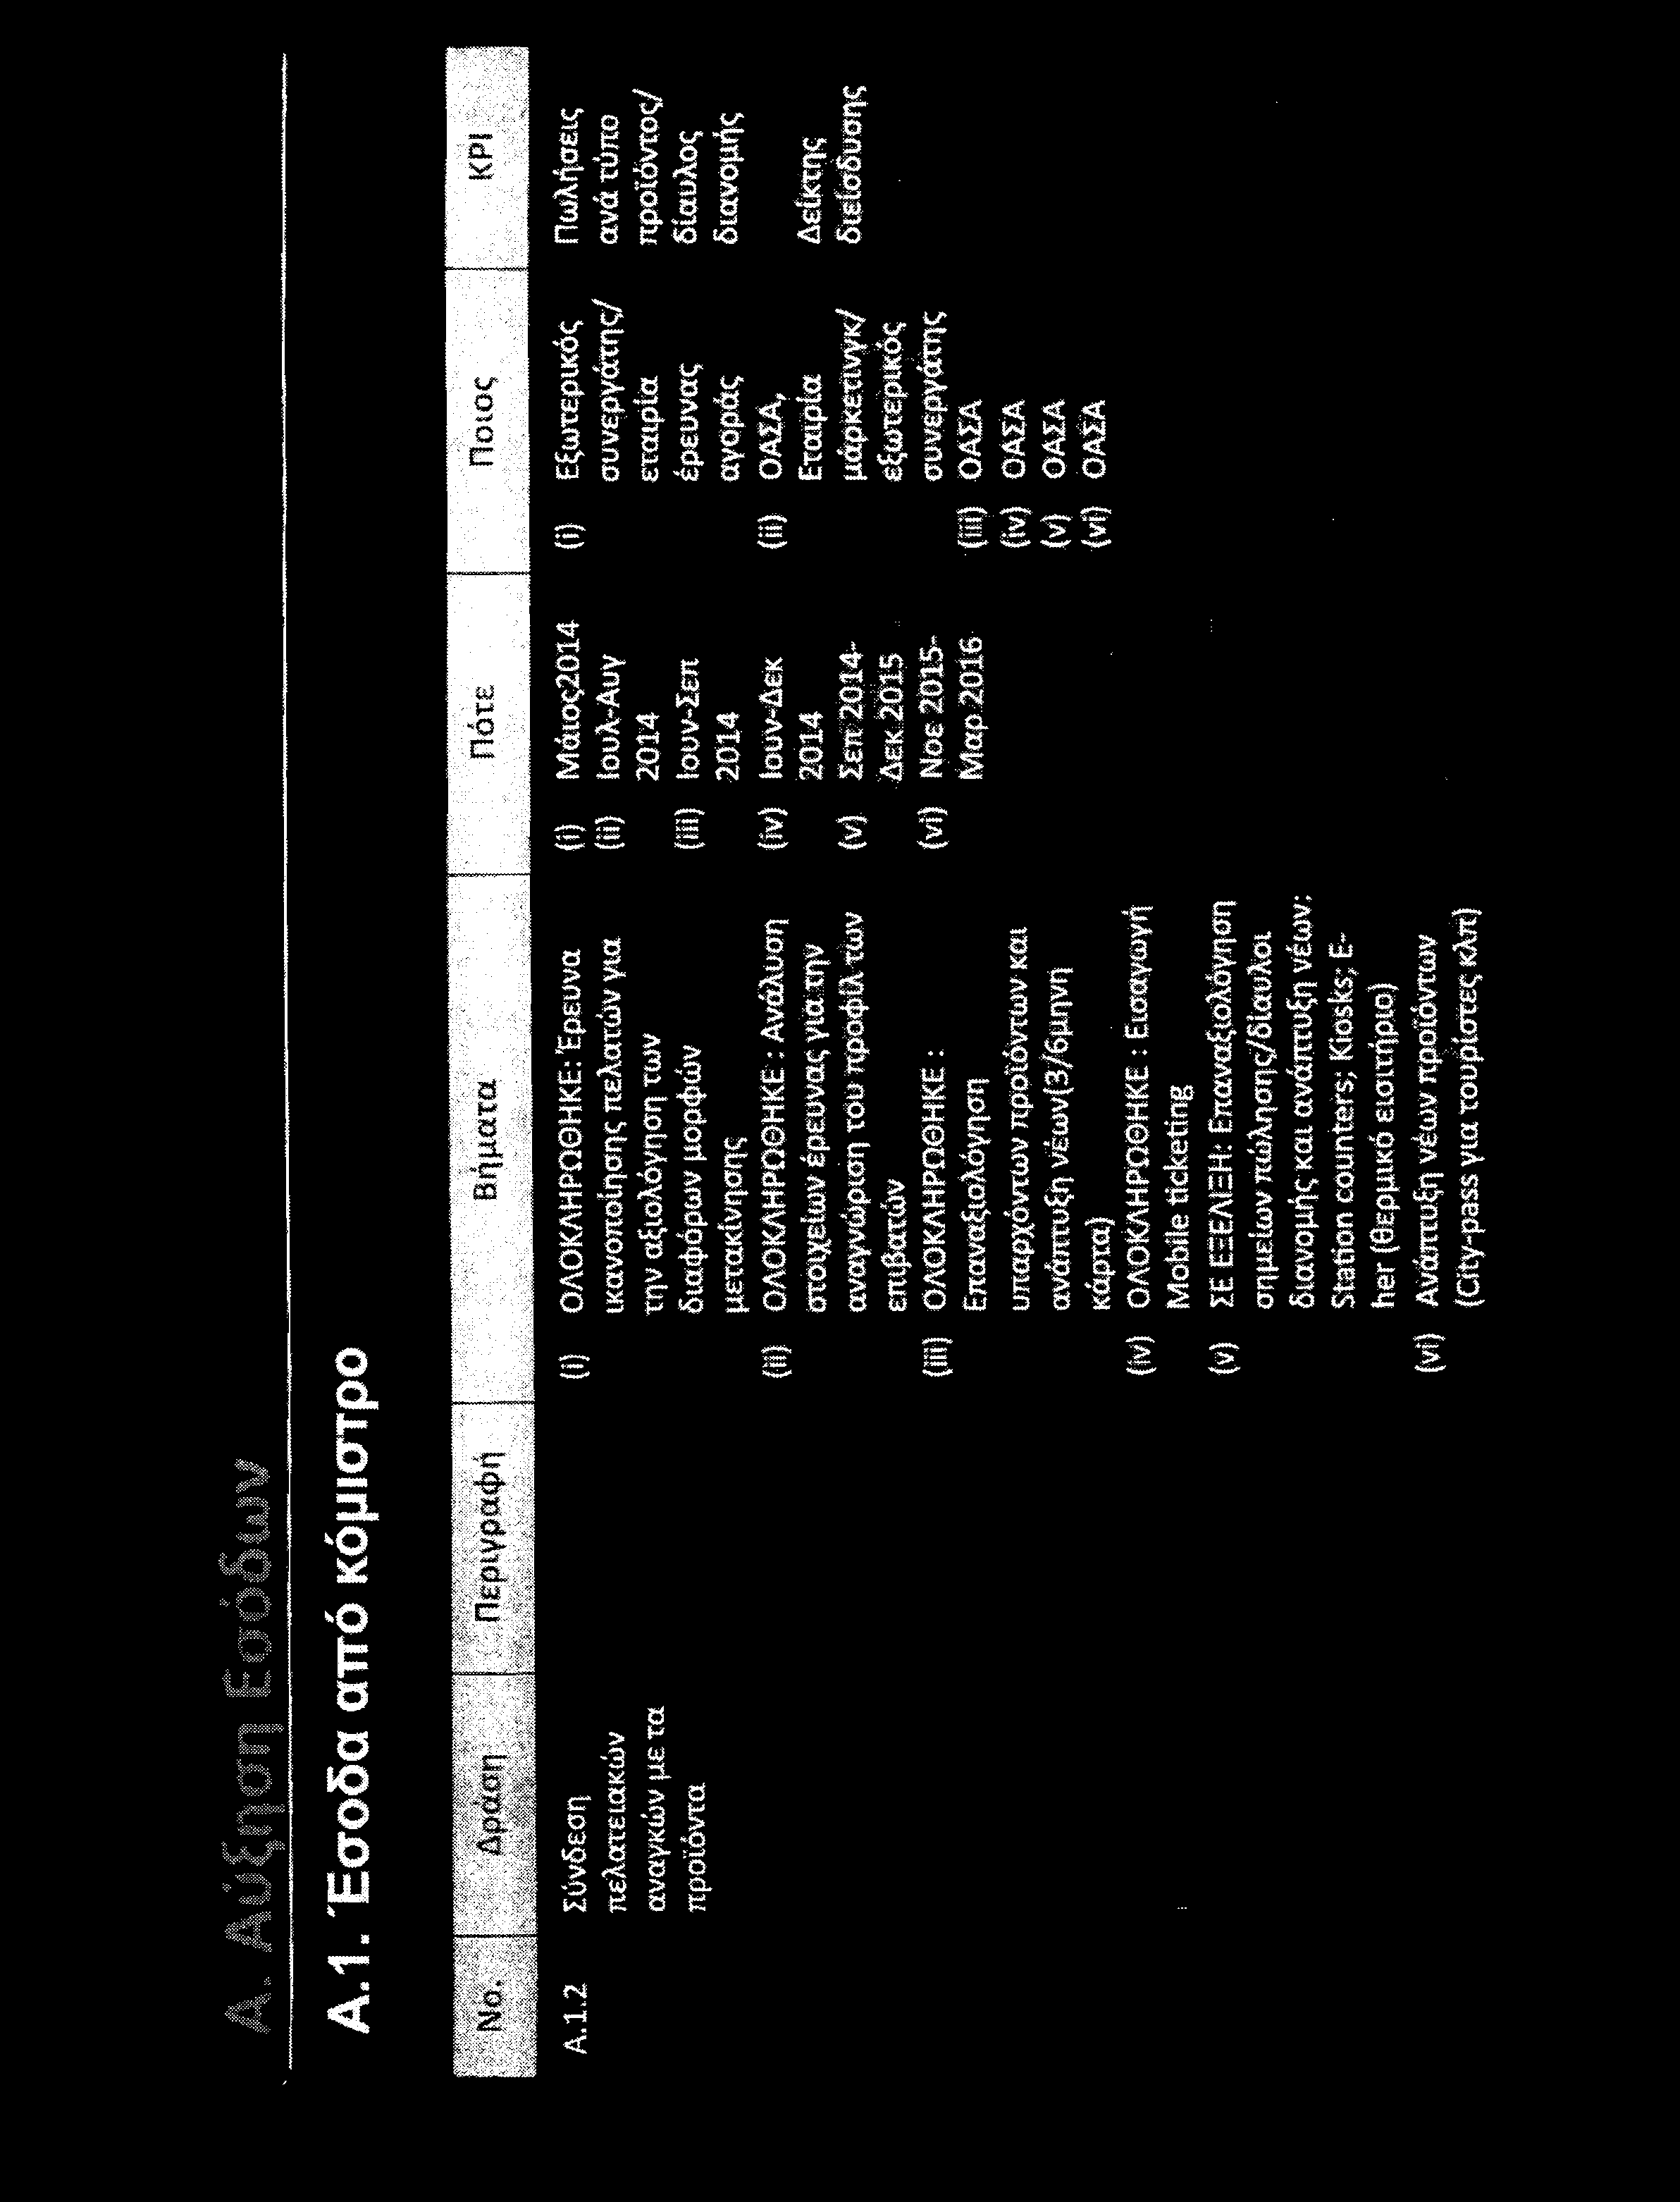 Α. Αύξηση Εσόδων
Α.1. Έσοδα από κόμιστρο
No.
Δράση
Περιγραφή
Βήματα
Πότε
Ποιος
KPI
Α.1.2
Σύνδεση
πελατειακών
αναγκών με τα
προϊόντα
(i) ΟΛΟΚΛΗΡΩΘΗΚΕ: Έρευνα
ικανοποίησης πελατών για
την αξιολόγηση των
διαφόρων μορφών
μετακίνησης
(ii) ΟΛΟΚΛΗΡΩΘΗΚΕ : Ανάλυση
στοιχείων έρευνας για την
αναγνώριση του προφίλ των
επιβατών
(iii) ΟΛΟΚΛΗΡΩΘΗΚΕ :
Επαναξιολόγηση
υπαρχόντων προϊόντων και
ανάπτυξη νέων(3/6μηνη
κάρτα)
(iv) ΟΛΟΚΛΗΡΩΘΗΚΕ : Εισαγωγή
Mobile ticketing
(v) ΣΕ ΕΞΕΛΙΞΗ: Επαναξιολόγηση
σημείων πώλησης/δίαυλοι
διανομής και ανάπτυξη νέων:
Station counters; Kiosks; E-
her (θερμικό εισιτήριο)
(vi) Ανάπτυξη νέων προϊόντων
(City-pass για τουρίστες κλπ)
(i) Μάιος2014
(ii) Ιουλ-Αυγ
2014
(iii) Ιουν-Σεπ
2014
(iv) Ιουν-Δεκ
2014
(v) Σεπ 2014-
Δεκ 2015
(vi) Νοε 2015-
Μαρ 2016
(i) Εξωτερικός
συνεργάτης/
εταιρία
έρευνας
αγοράς
(ii) ΟΑΣΑ,
Εταιρία
μάρκετινγκ/
εξωτερικός
συνεργάτης
(iii) ΟΑΣΑ
(iv) ΟΑΣΑ
(v) ΟΑΣΑ
(vi) ΟΑΣΑ
Πωλήσεις
ανά τύπο
προϊόντος/
δίαυλος
διανομής
Δείκτης
διείσδυσης